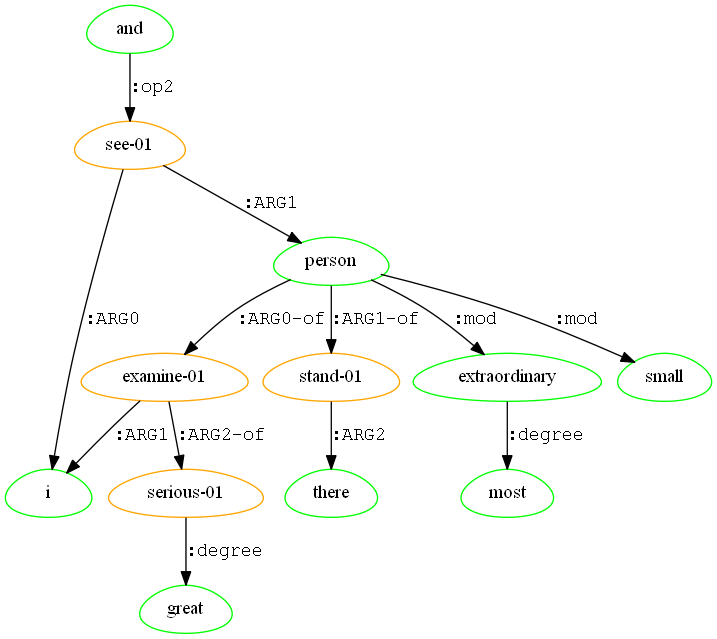 and
:op2
see-01
:ARG1
person
:ARG0 :ARG0-of :ARG1-of :mod :mod
examine-01 stand-01 extraordinary small
:ARG1 :ARG2-of :ARG2 :degree
i serious-01 there most
:degree
great